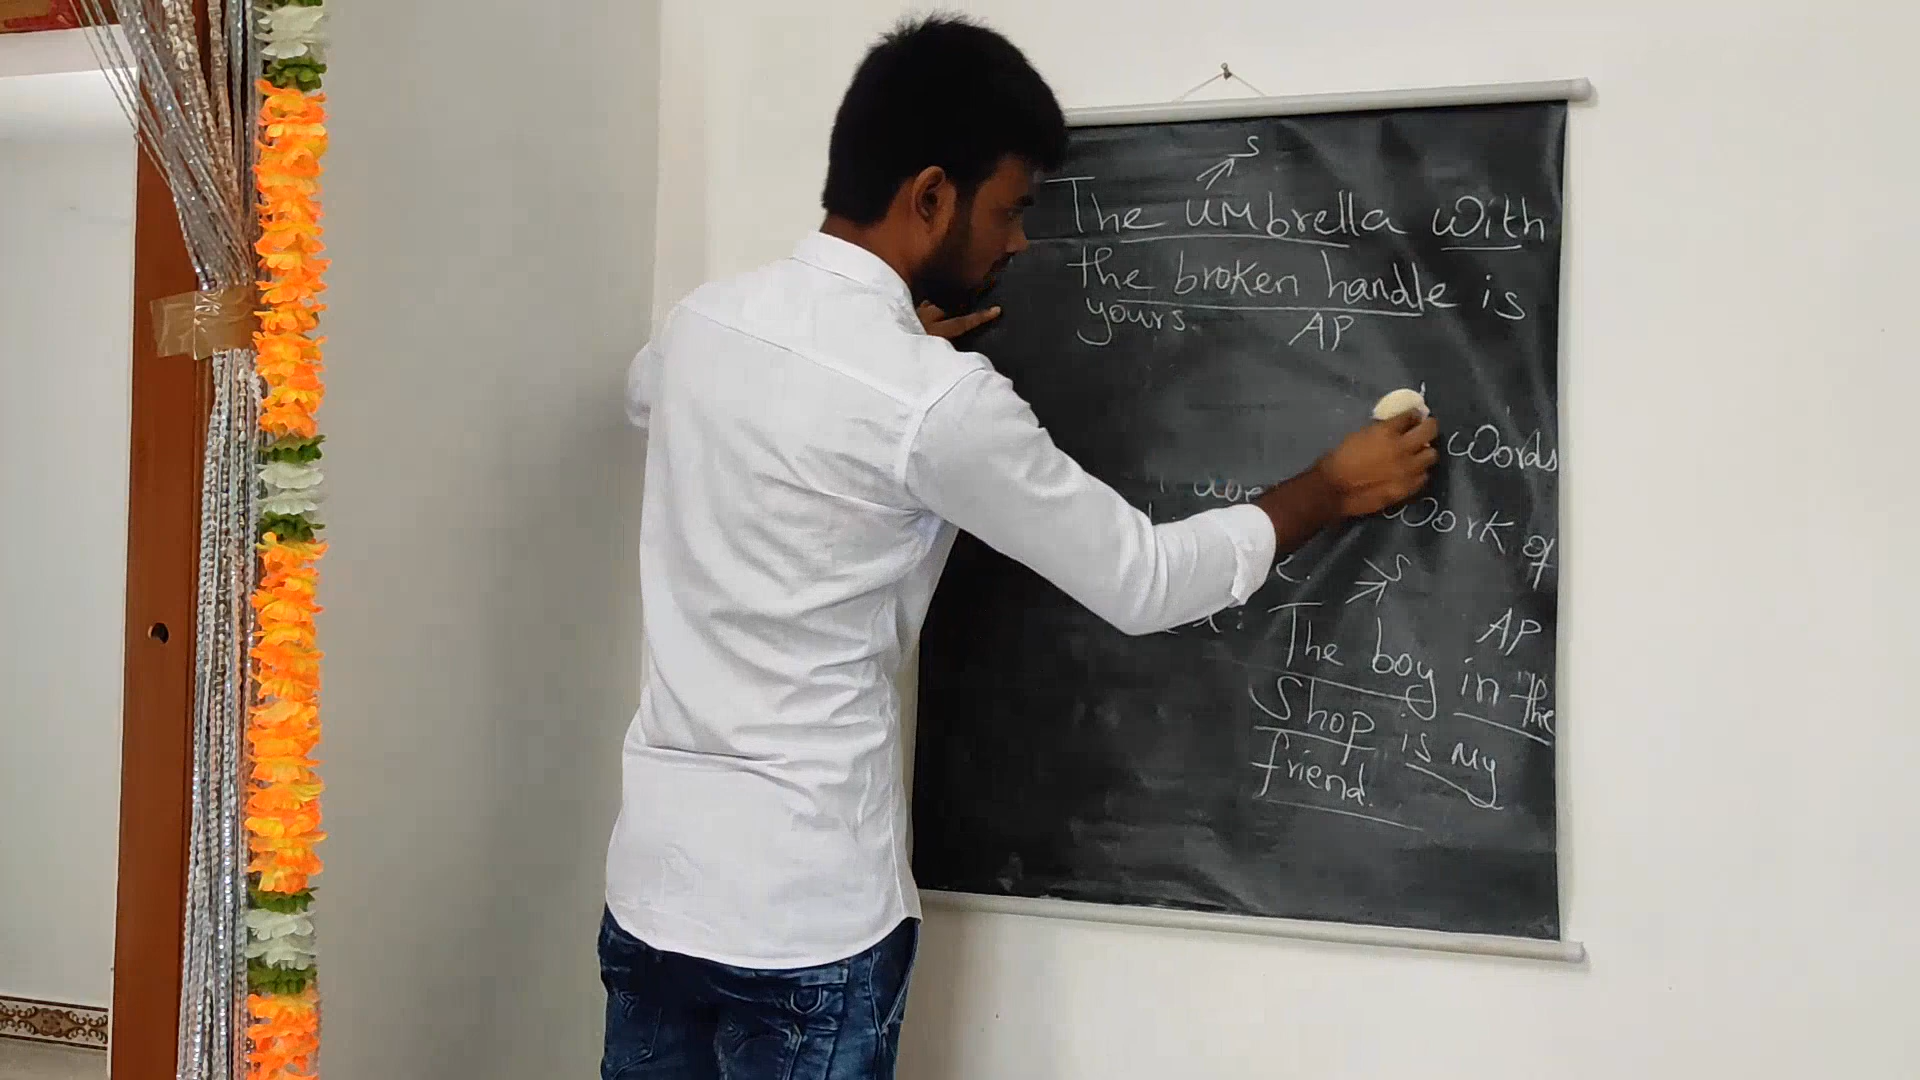 S
The umbrella with
the broken handle is
yours. AP
words
work of
S
AP
The boy in the
Shop is my
friend.